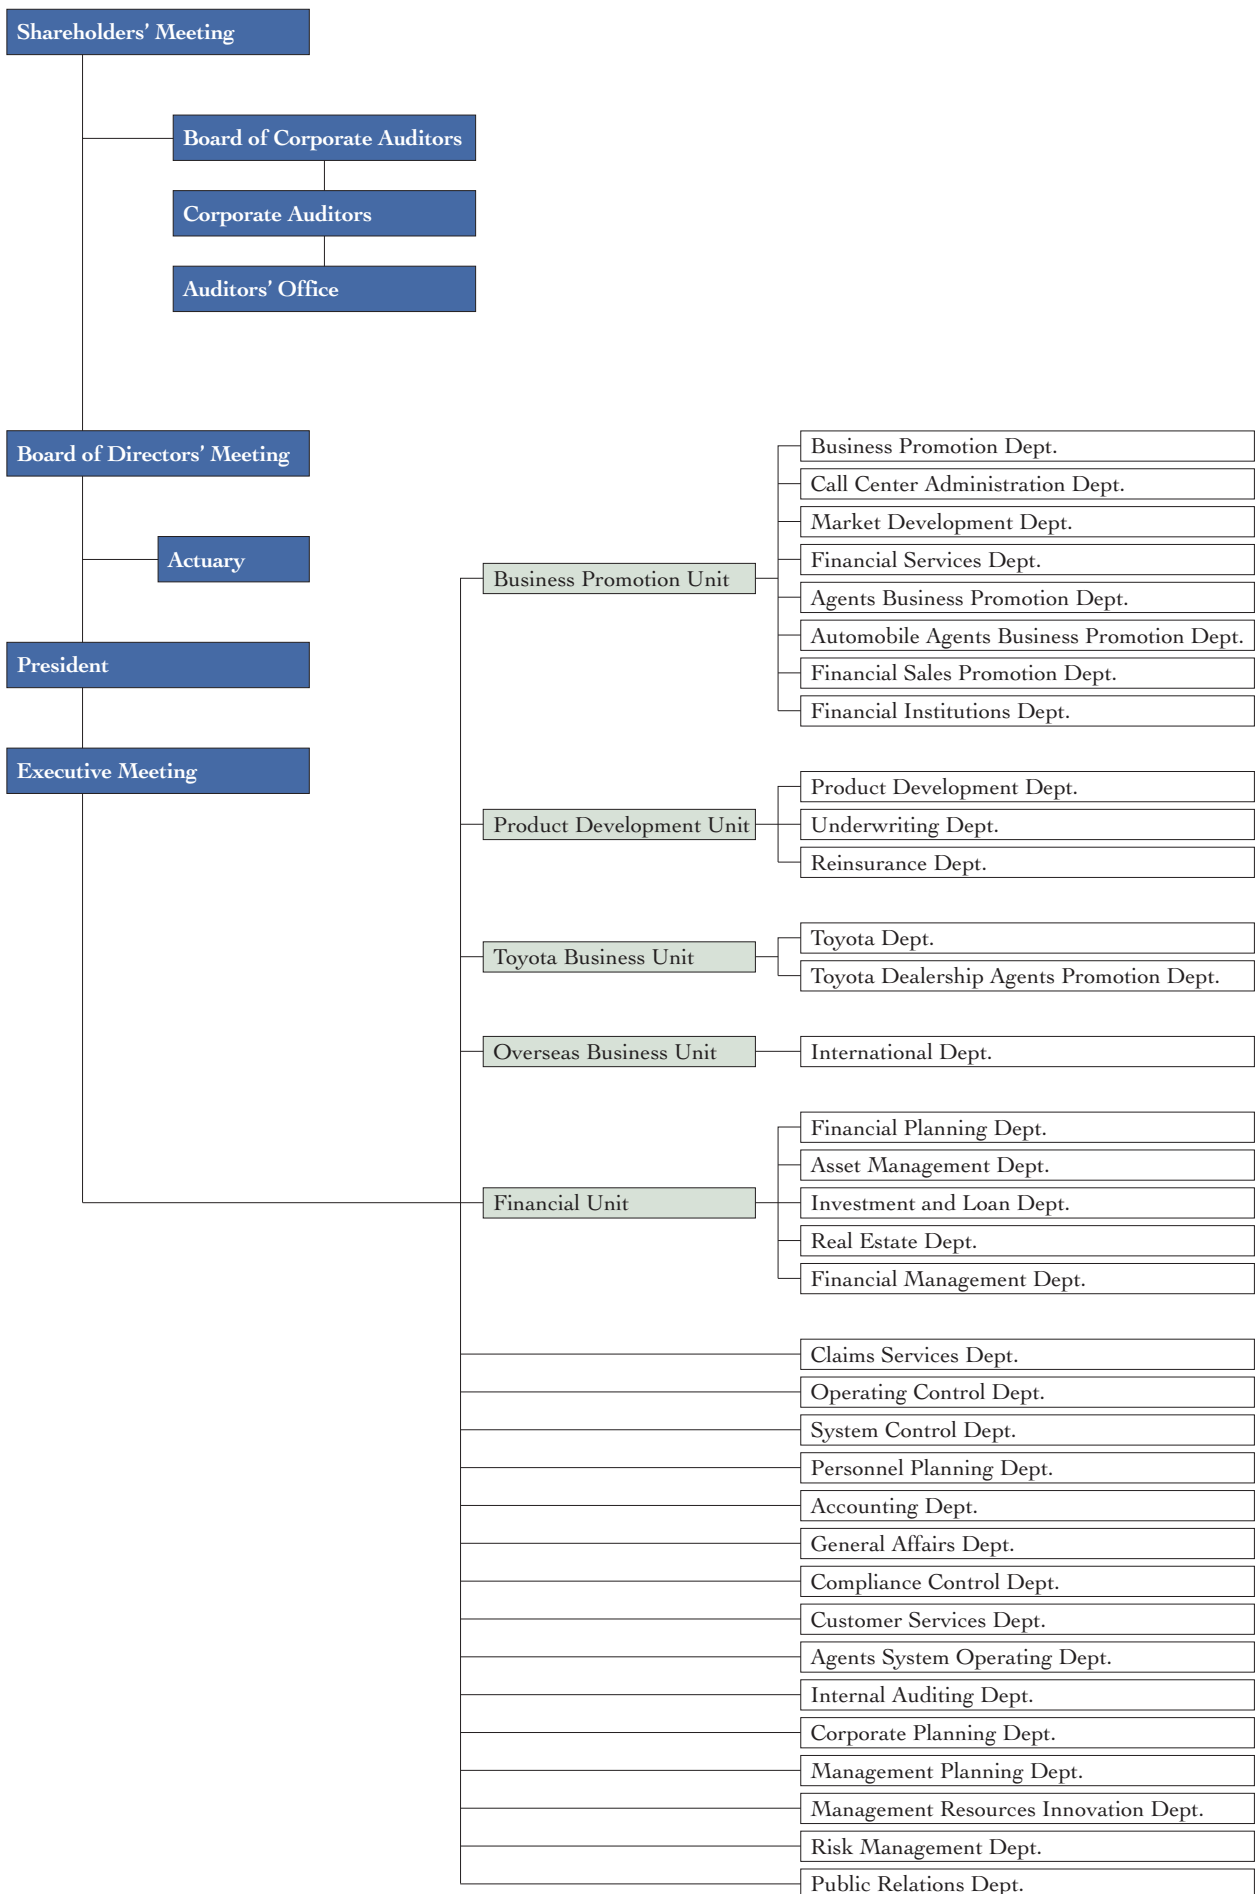 Shareholders’ Meeting
Board of Corporate Auditors
Corporate Auditors
Auditors’ Office
Board of Directors’ Meeting
Actuary
President
Executive Meeting
Business Promotion Unit
Business Promotion Dept.
Call Center Administration Dept.
Market Development Dept.
Financial Services Dept.
Agents Business Promotion Dept.
Automobile Agents Business Promotion Dept.
Financial Sales Promotion Dept.
Financial Institutions Dept.
Product Development Unit
Product Development Dept.
Underwriting Dept.
Reinsurance Dept.
Toyota Business Unit
Toyota Dept.
Toyota Dealership Agents Promotion Dept.
Overseas Business Unit
International Dept.
Financial Unit
Financial Planning Dept.
Asset Management Dept.
Investment and Loan Dept.
Real Estate Dept.
Financial Management Dept.
Claims Services Dept.
Operating Control Dept.
System Control Dept.
Personnel Planning Dept.
Accounting Dept.
General Affairs Dept.
Compliance Control Dept.
Customer Services Dept.
Agents System Operating Dept.
Internal Auditing Dept.
Corporate Planning Dept.
Management Planning Dept.
Management Resources Innovation Dept.
Risk Management Dept.
Public Relations Dept.